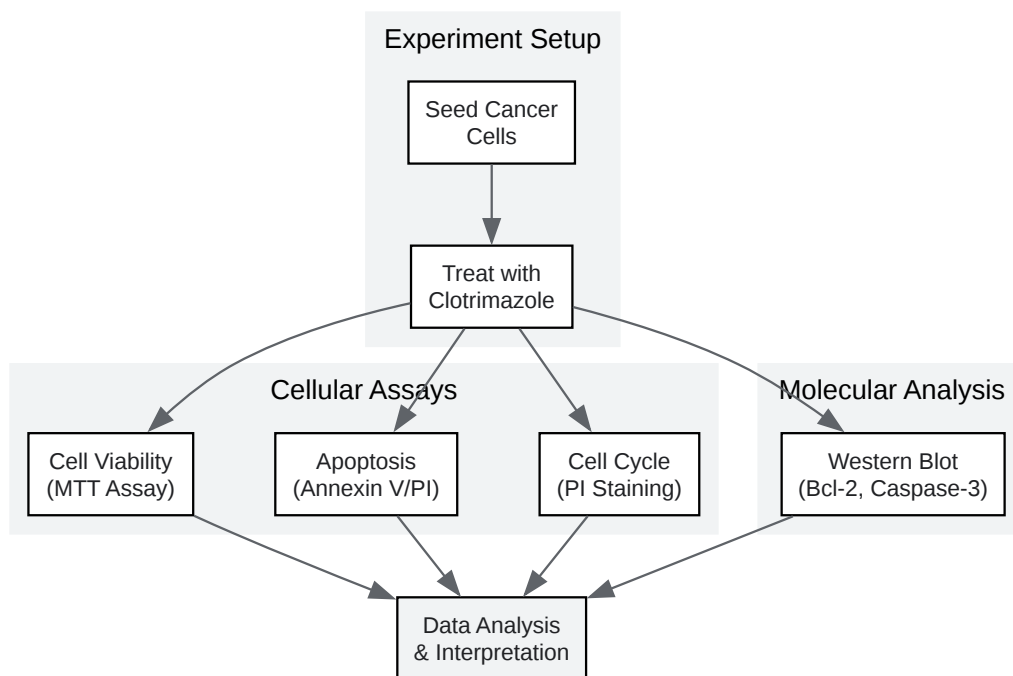 Experiment Setup
Seed Cancer
Cells
Treat with
Clotrimazole
Cellular Assays
Molecular Analysis
Cell Viability
(MTT Assay)
Apoptosis
(Annexin V/PI)
Cell Cycle
(PI Staining)
Western Blot
(Bcl-2, Caspase-3)
Data Analysis
& Interpretation